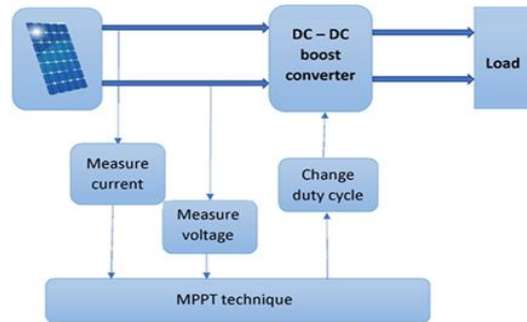 DC – DC
boost
converter
Load
Measure
current
Change
duty cycle
Measure
voltage
MPPT technique